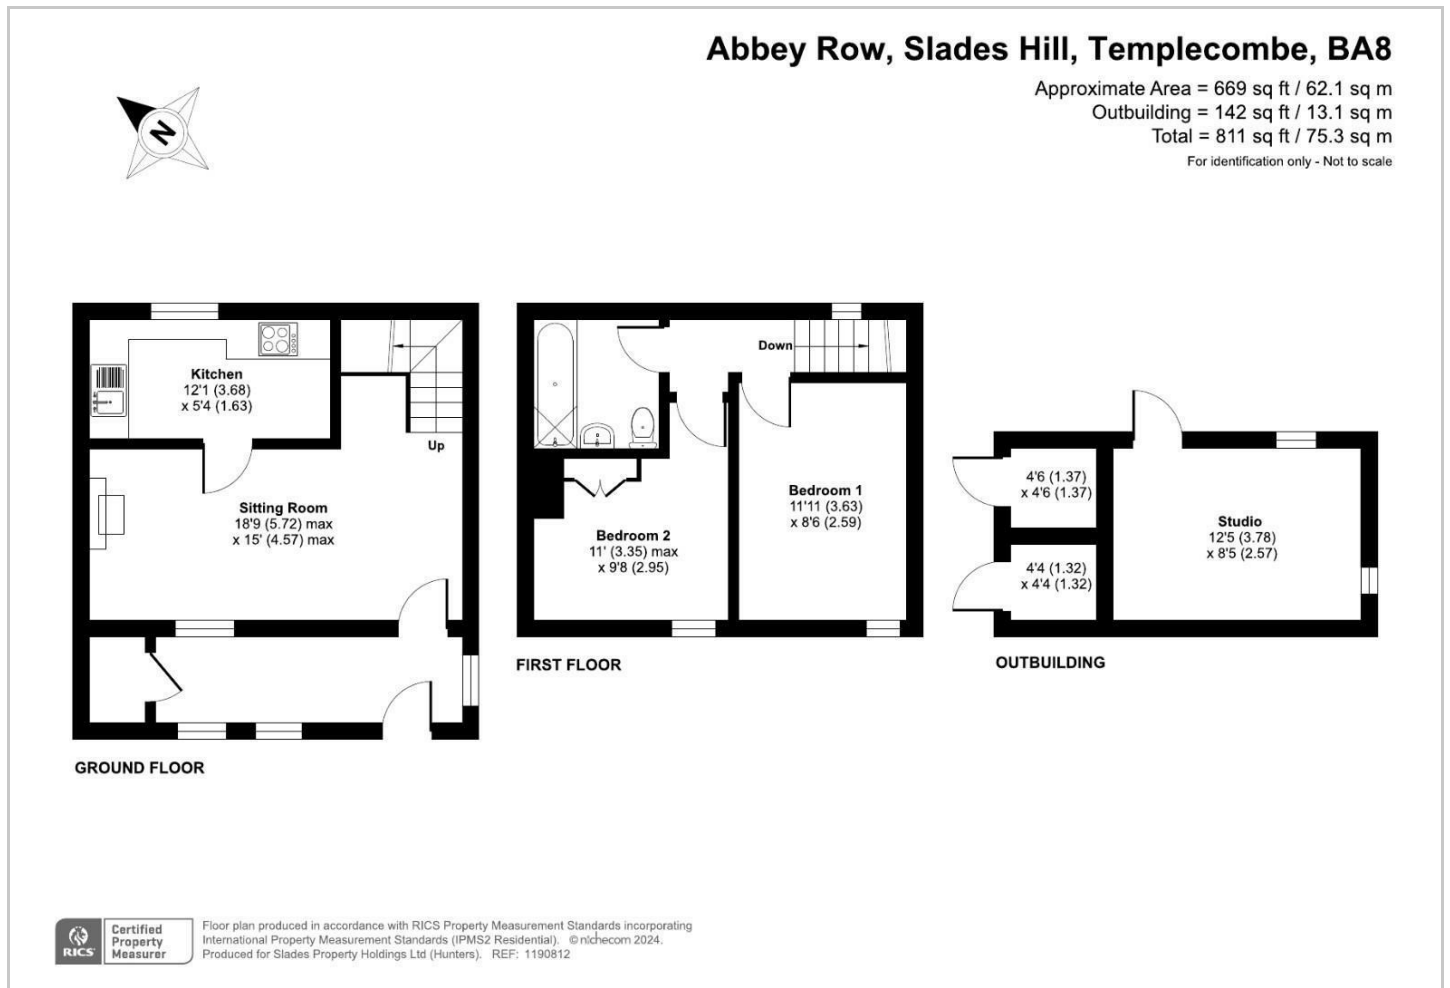 Abbey Row, Slades Hill, Templecombe, BA8
Approximate Area = 669 sq ft / 62.1 sq m
Outbuilding = 142 sq ft / 13.1 sq m
Total = 811 sq ft / 75.3 sq m
For identification only - Not to scale
N
Kitchen
12'1 (3.68)
x 5'4 (1.63)
Up
Sitting Room
18'9 (5.72) max
x 15' (4.57) max
GROUND FLOOR
Down
Bedroom 1
11'11 (3.63)
x 8'6 (2.59)
Bedroom 2
11' (3.35) max
x 9'8 (2.95)
FIRST FLOOR
4'6 (1.37)
x 4'6 (1.37)
4'4 (1.32)
x 4'4 (1.32)
Studio
12'5 (3.78)
x 8'5 (2.57)
OUTBUILDING
RICS
Certified
Property
Measurer
Floor plan produced in accordance with RICS Property Measurement Standards incorporating
International Property Measurement Standards (IPMS2 Residential). © nichecom 2024.
Produced for Slades Property Holdings Ltd (Hunters). REF: 1190812